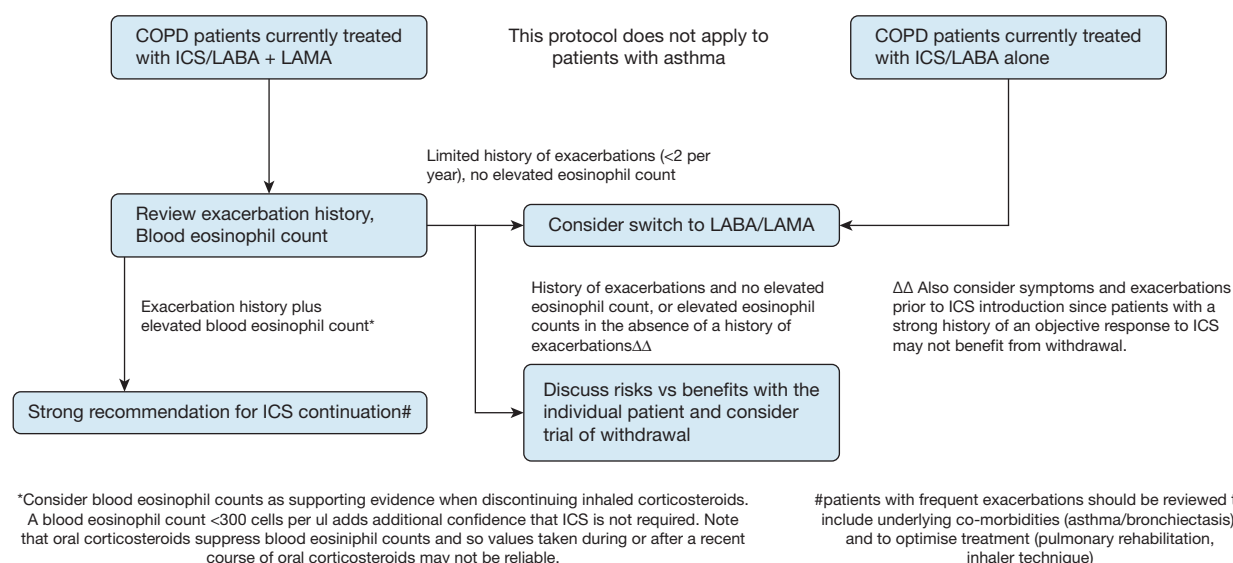 COPD patients currently treated
with ICS/LABA + LAMA
This protocol does not apply to
patients with asthma
COPD patients currently treated
with ICS/LABA alone
Limited history of exacerbations (<2 per
year), no elevated eosinophil count
Review exacerbation history,
Blood eosinophil count
Consider switch to LABA/LAMA
Exacerbation history plus
elevated blood eosinophil count*
History of exacerbations and no elevated
eosinophil count, or elevated eosinophil
counts in the absence of a history of
exacerbationsΔΔ
ΔΔ Also consider symptoms and exacerbations
prior to ICS introduction since patients with a
strong history of an objective response to ICS
may not benefit from withdrawal.
Strong recommendation for ICS continuation#
Discuss risks vs benefits with the
individual patient and consider
trial of withdrawal
*Consider blood eosinophil counts as supporting evidence when discontinuing inhaled corticosteroids.
A blood eosinophil count <300 cells per ul adds additional confidence that ICS is not required. Note
that oral corticosteroids suppress blood eosiniphil counts and so values taken during or after a recent
course of oral corticosteroids may not be reliable.
#patients with frequent exacerbations should be reviewed
include underlying co-morbidities (asthma/bronchiectasis)
and to optimise treatment (pulmonary rehabilitation,
inhaler technique)